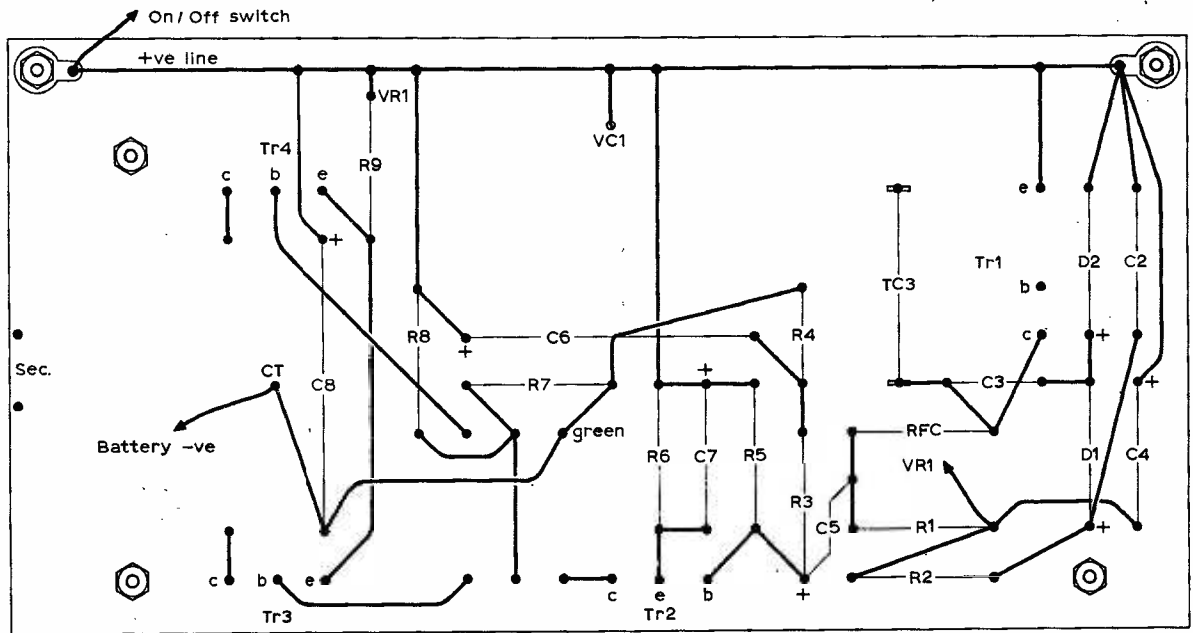 On / Off switch
+ve line
VR1
VC1
Tr4
R9
c b e
+
e
Tr1
D2
C2
TC3
b
R8
C6
R4
+
c
+
Sec.
CT
C8
R7
+
C3
+
Battery -ve
green
R6
C7
R5
RFC
D1
C4
VR1
R3
C5
R1
+
c b e
c
e
b
+
R2
Tr3
Tr2